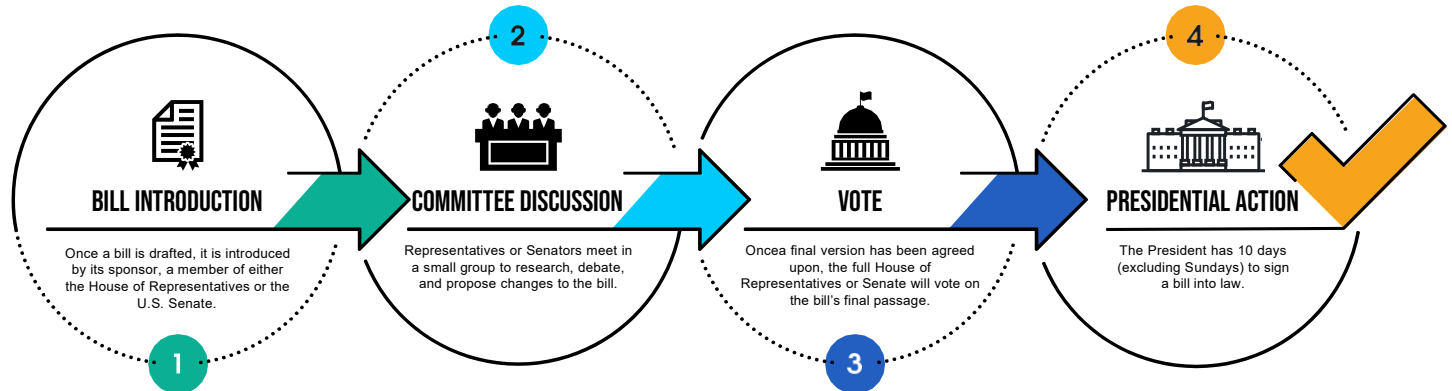 1
BILL INTRODUCTION
Once a bill is drafted, it is introduced
by its sponsor, a member of either
the House of Representatives or the
U.S. Senate.
2
COMMITTEE DISCUSSION
Representatives or Senators meet in
a small group to research, debate,
and propose changes to the bill.
3
VOTE
Oncea final version has been agreed
upon, the full House of
Representatives or Senate will vote on
the bill's final passage.
4
PRESIDENTIAL ACTION
The President has 10 days
(excluding Sundays) to sign
a bill into law.